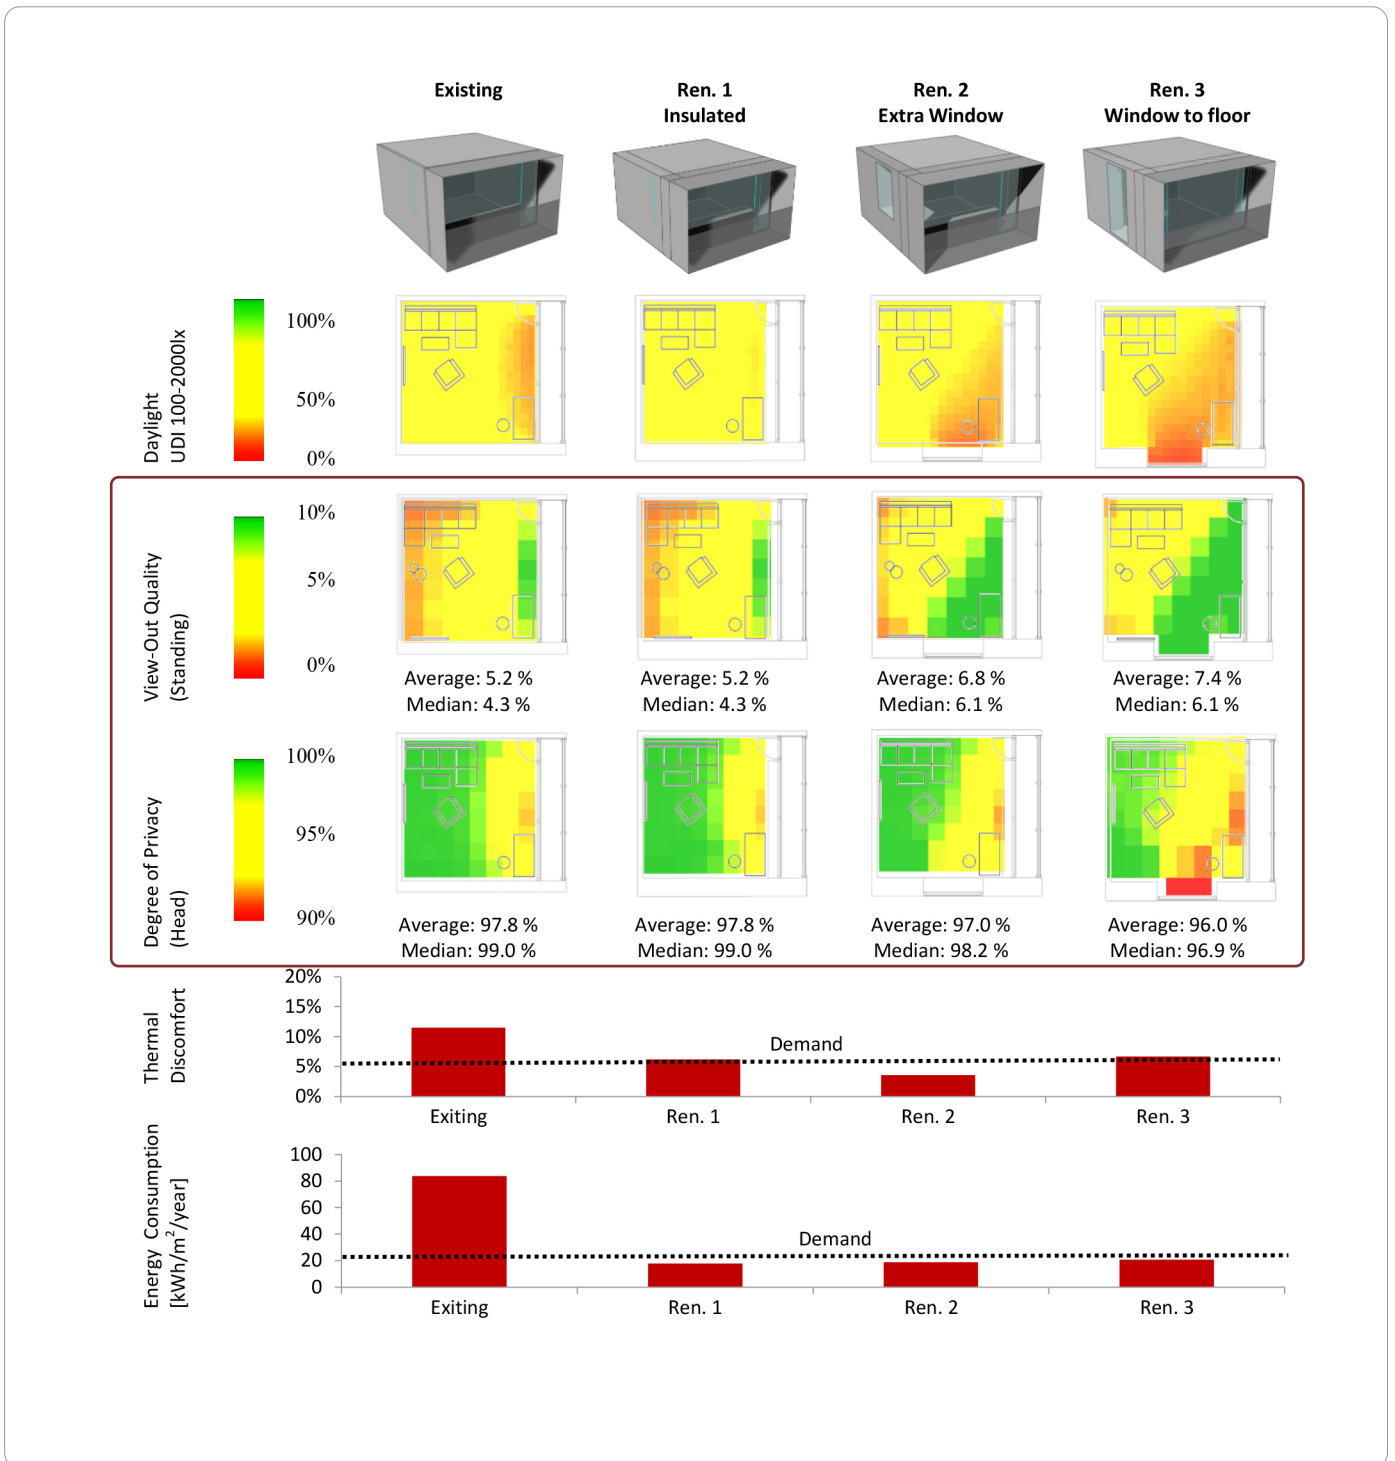 Existing
Ren. 1
Insulated
Ren. 2
Extra Window
Ren. 3
Window to floor
Daylight
UDI 100-2000lx
100%
50%
0%
View-Out Quality
(Standing)
10%
5%
0%
Average: 5.2 %
Median: 4.3 %
Average: 5.2 %
Median: 4.3 %
Average: 6.8 %
Median: 6.1 %
Average: 7.4 %
Median: 6.1 %
Degree of Privacy
(Head)
100%
95%
90%
Average: 97.8 %
Median: 99.0 %
Average: 97.8 %
Median: 99.0 %
Average: 97.0 %
Median: 98.2 %
Average: 96.0 %
Median: 96.9 %
Thermal
Discomfort
20%
15%
10%
5%
0%
Demand
Exiting
Ren. 1
Ren. 2
Ren. 3
Energy Consumption
[kWh/m²/year]
100
80
60
40
20
0
Demand
Exiting
Ren. 1
Ren. 2
Ren. 3